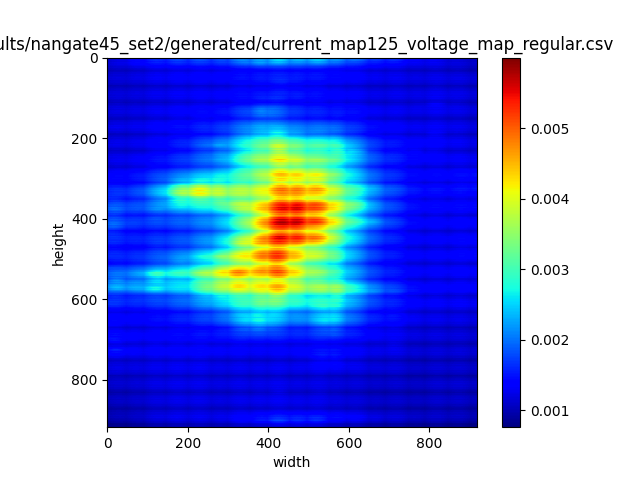 ults/nangate45_set2/generated/current_map125_voltage_map_regular.csv
0
200
400
600
800
height
0 200 400 600 800
width
0.005
0.004
0.003
0.002
0.001